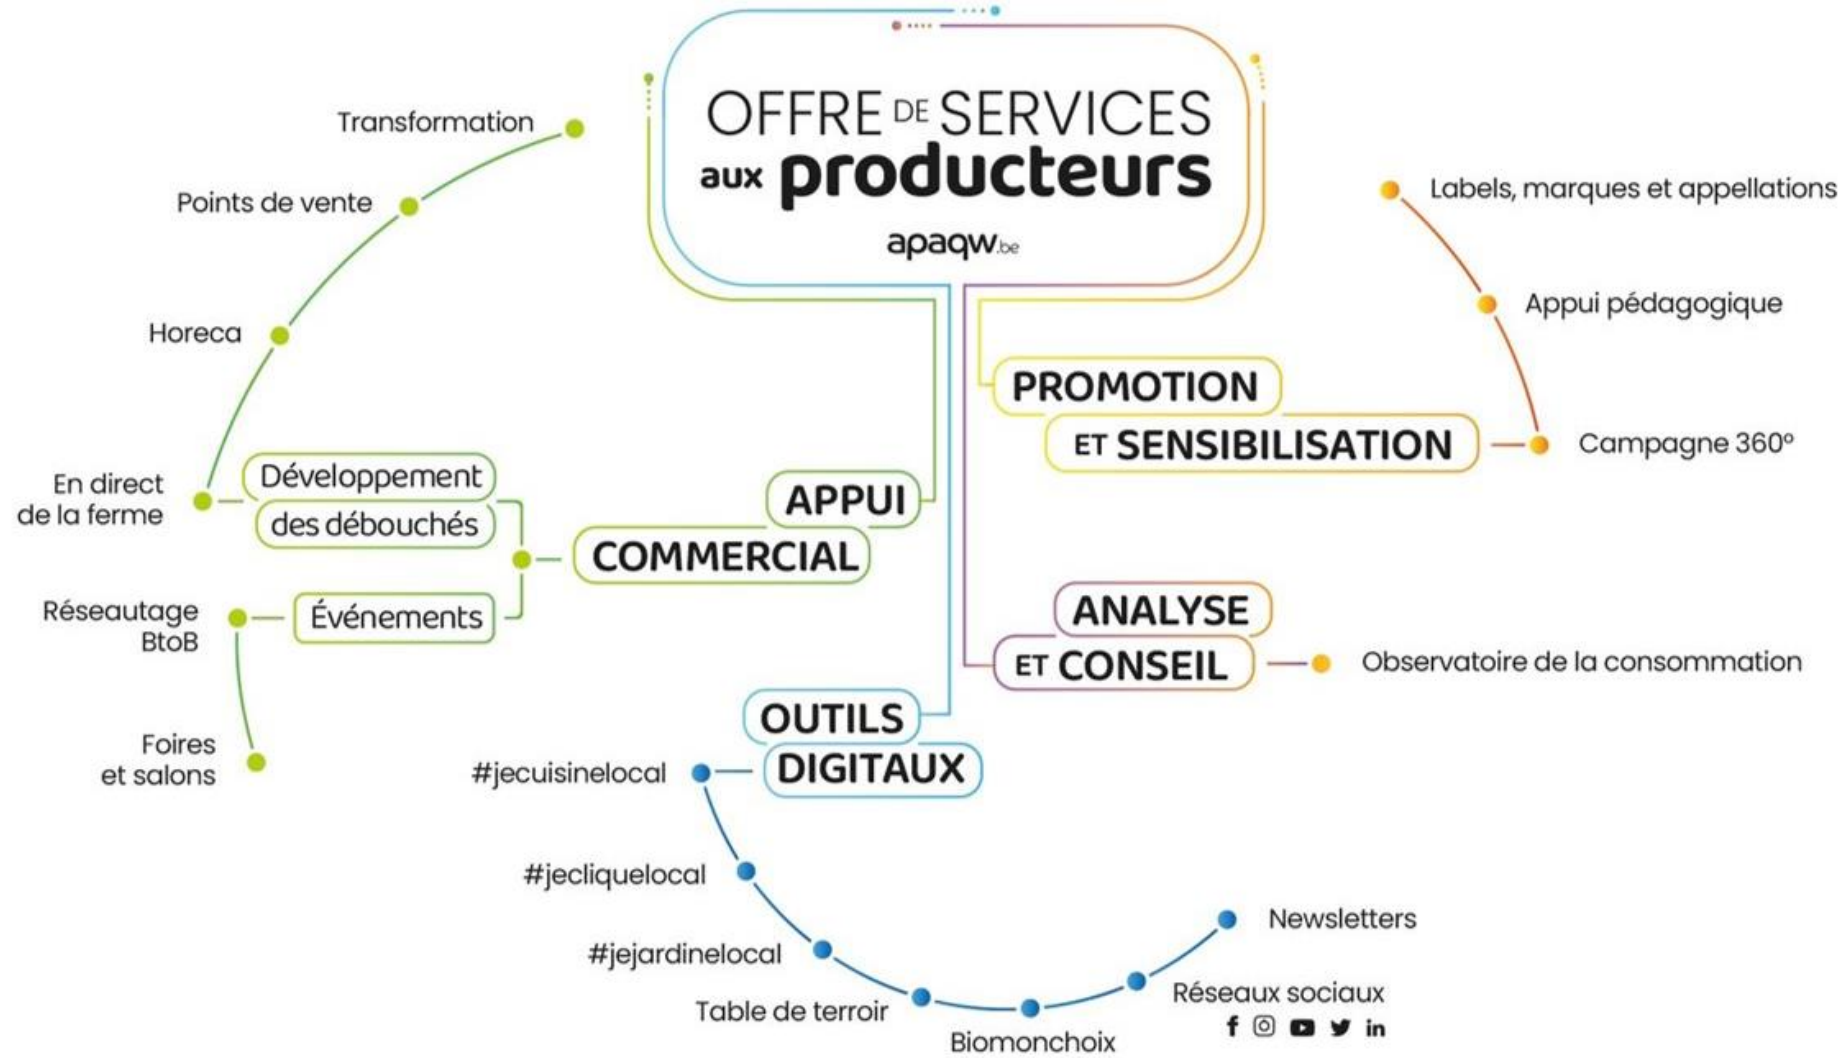 OFFRE DE SERVICES
aux producteurs
apaqw.be
Transformation
Points de vente
Horeca
En direct
de la ferme
Développement
des débouchés
APPUI
COMMERCIAL
Événements
Réseautage
BtoB
Foires
et salons
Labels, marques et appellations
Appui pédagogique
Campagne 360°
PROMOTION
ET SENSIBILISATION
ANALYSE
ET CONSEIL
Observatoire de la consommation
OUTILS
DIGITAUX
#jecuisinelocal
#jecliquelocal
#jejardinelocal
Table de terroir
Biomonchoix
Réseaux sociaux
Newsletters